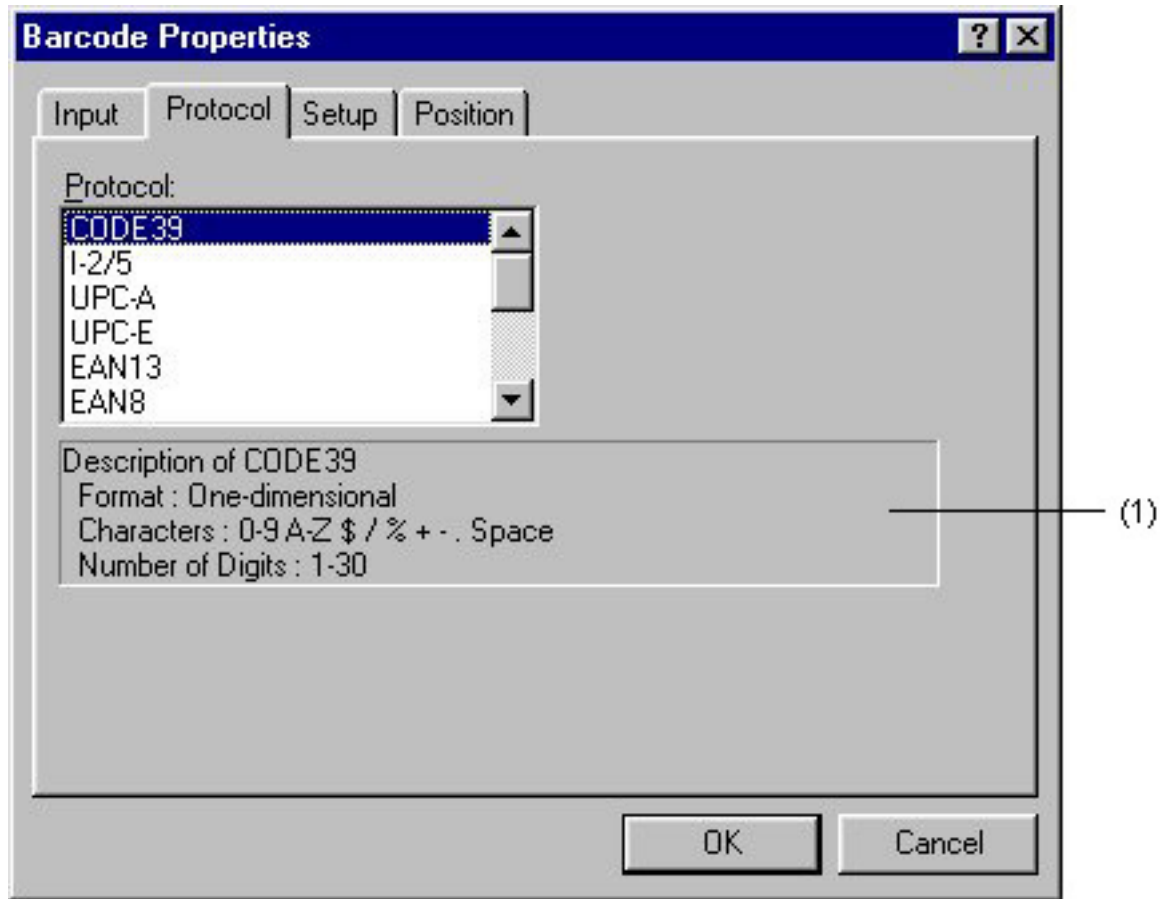 Barcode Properties
Input Protocol Setup Position
Protocol:
CODE39
I-2/5
UPC-A
UPC-E
EAN13
EAN8
Description of CODE39
Format : One-dimensional
(1)
Characters : 0-9 A-Z $ / % + - . Space
Number of Digits : 1-30
OK Cancel